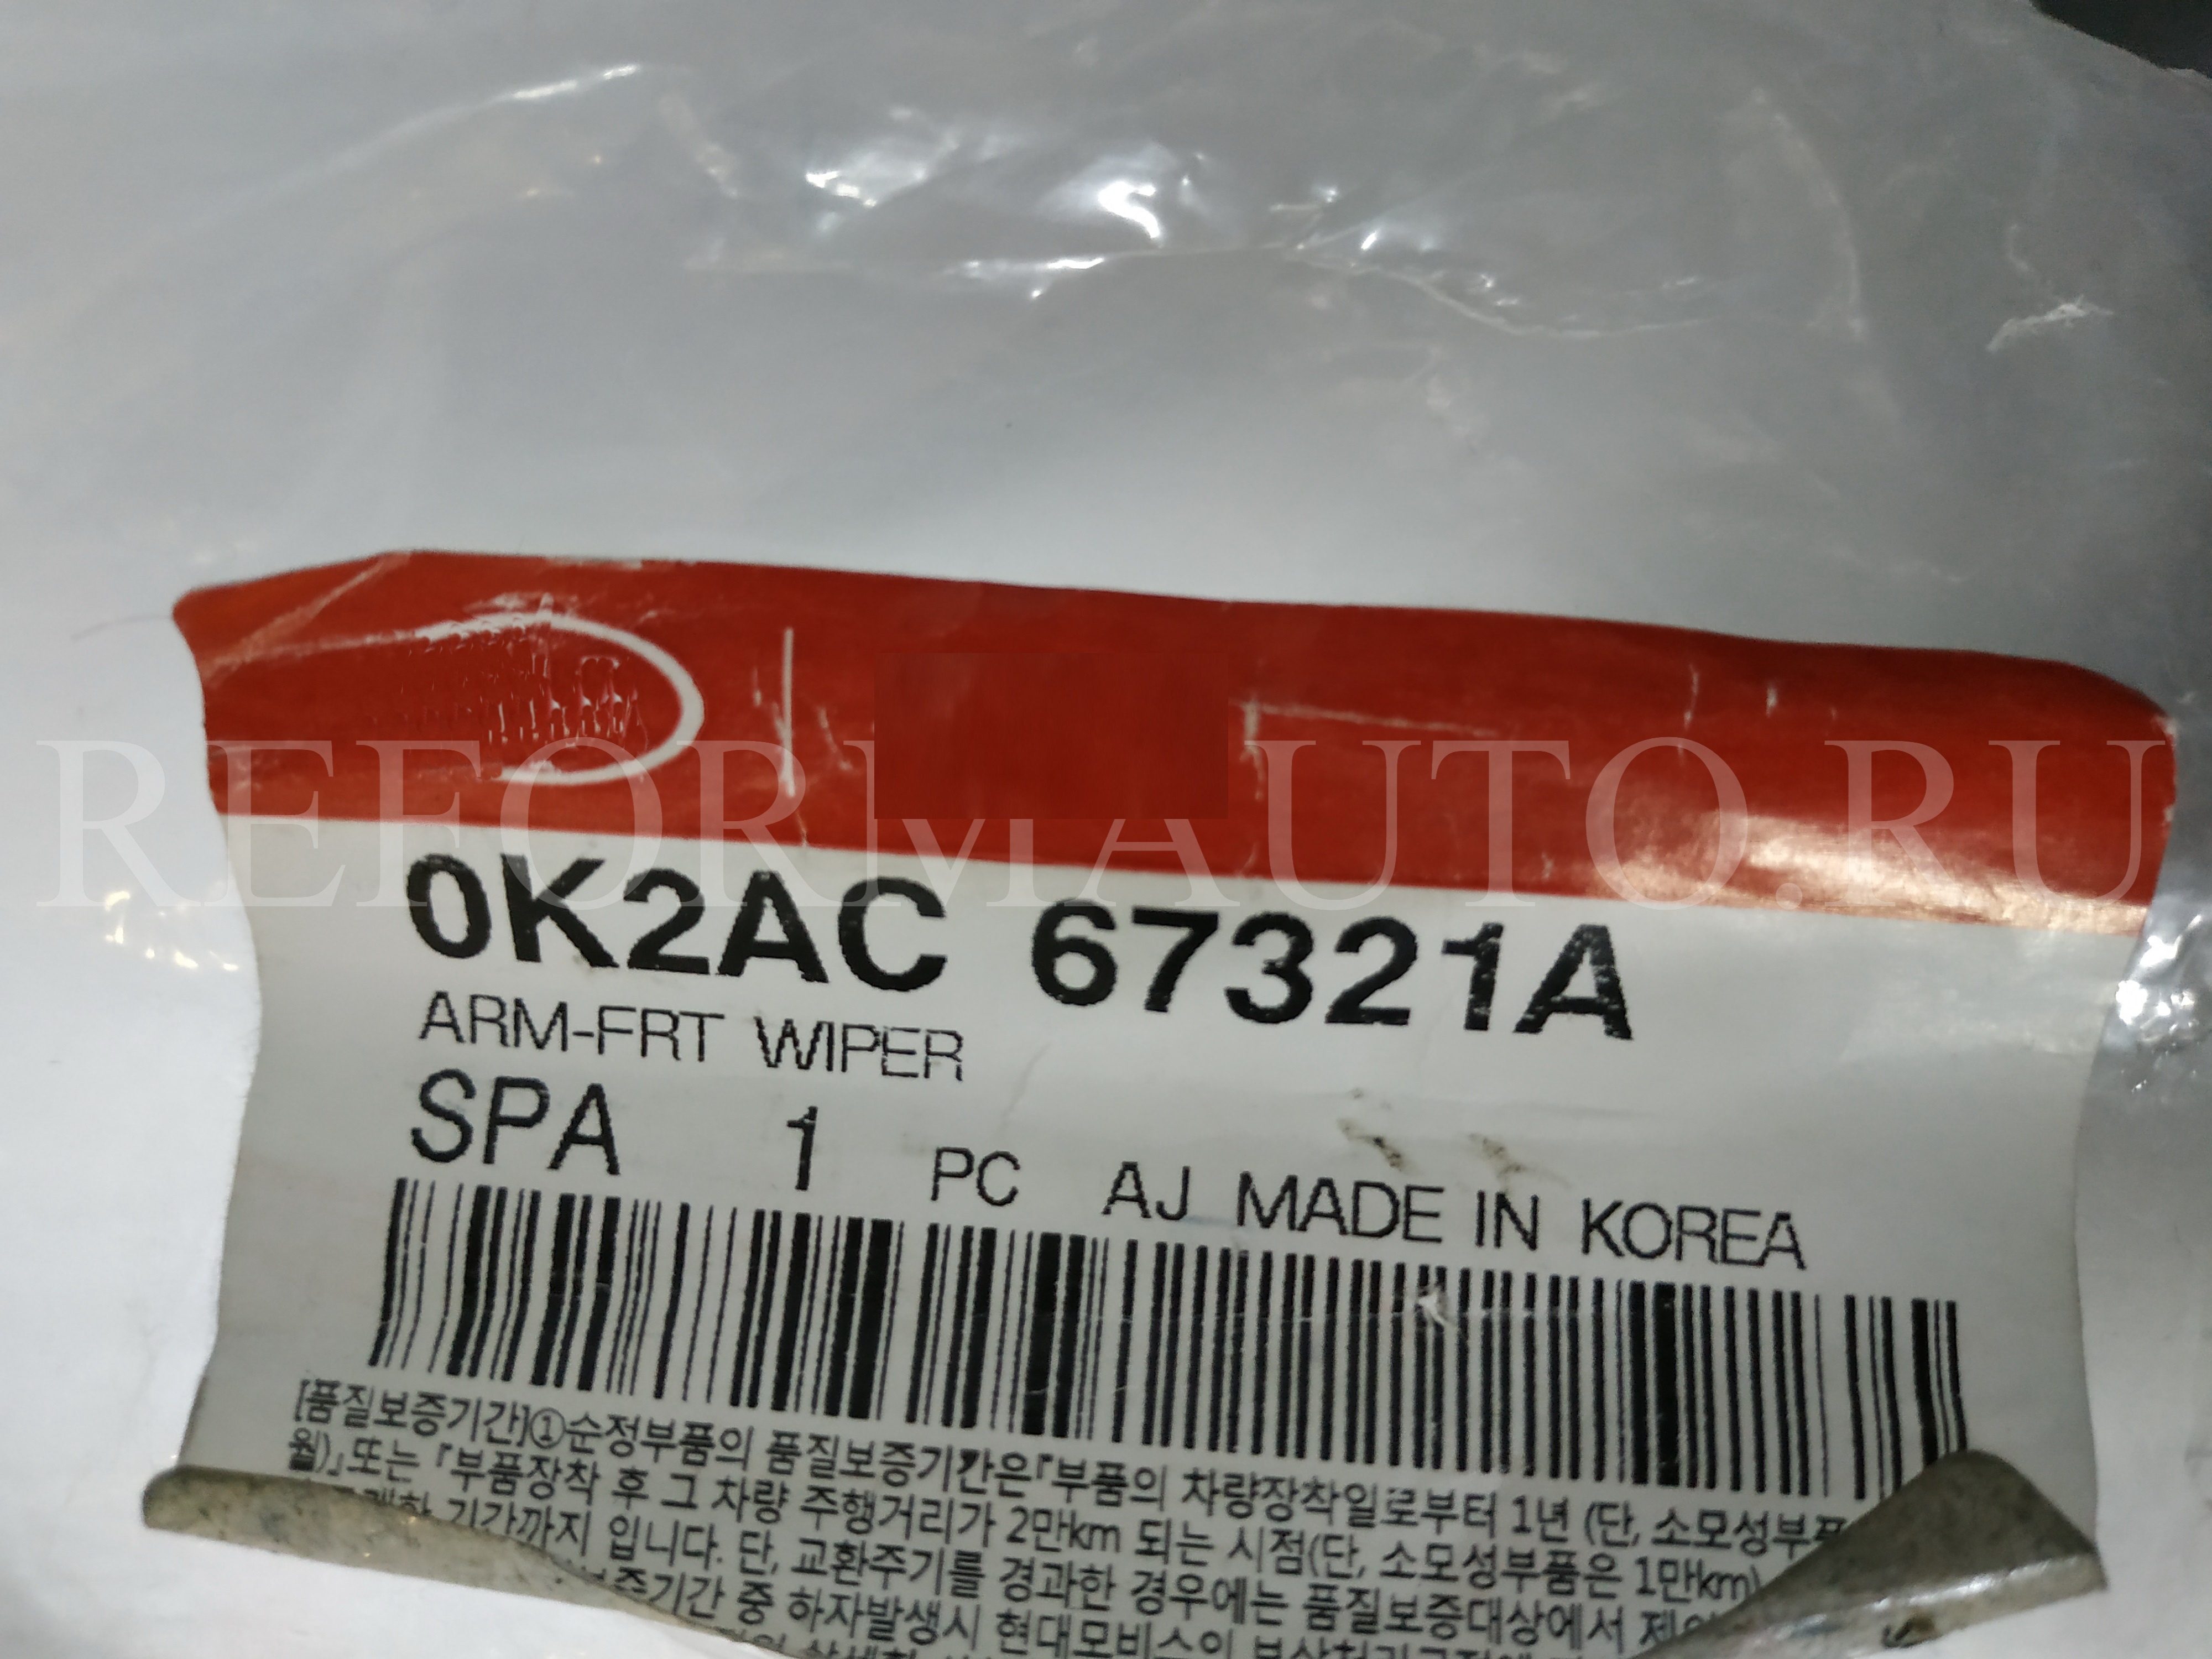 REFORMAUTO.RU
0K2AC 67321A
ARM-FRT WIPER
SPA 1 PC AJ MADE IN KOREA
[품질보증기간]①순정부품의 품질보증기간은『부품의 차량장착일로부터 1년 (단, 소모성부품
월)』또는 『부품장착 후 그 차량 주행거리가 2만km 되는 시점(단, 소모성부품은 1만km)
기간까지 입니다. 단, 교환주기를 경과한 경우에는 품질보증대상에서
중 하자발생시 현대모비스의